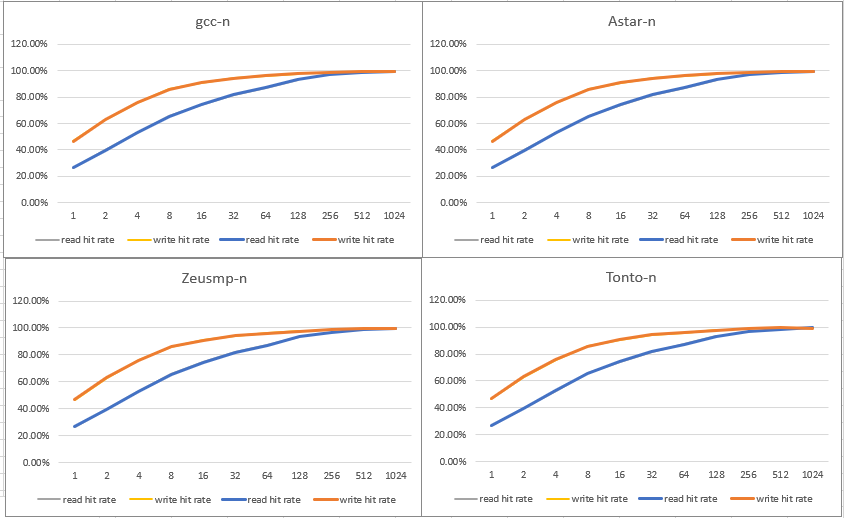 gcc-n
120.00%
100.00%
80.00%
60.00%
40.00%
20.00%
0.00%
1 2 4 8 16 32 64 128 256 512 1024
read hit rate write hit rate read hit rate write hit rate
Astar-n
120.00%
100.00%
80.00%
60.00%
40.00%
20.00%
0.00%
1 2 4 8 16 32 64 128 256 512 1024
read hit rate write hit rate read hit rate write hit rate
Zeusmp-n
120.00%
100.00%
80.00%
60.00%
40.00%
20.00%
0.00%
1 2 4 8 16 32 64 128 256 512 1024
read hit rate write hit rate read hit rate write hit rate
Tonto-n
120.00%
100.00%
80.00%
60.00%
40.00%
20.00%
0.00%
1 2 4 8 16 32 64 128 256 512 1024
read hit rate write hit rate read hit rate write hit rate